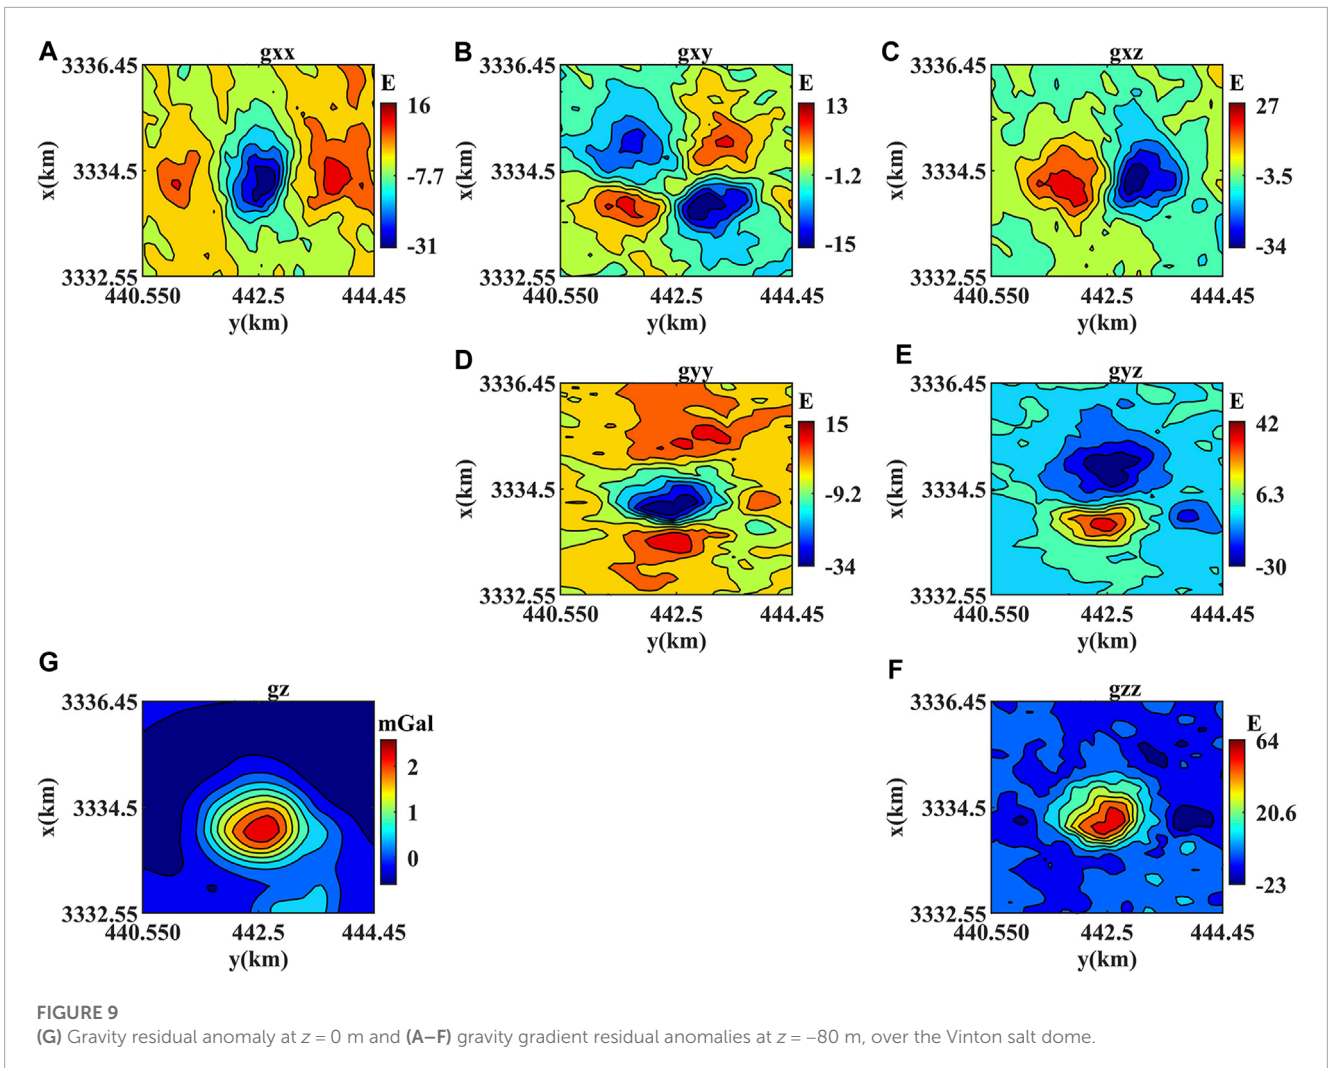 A
gxx
3336.45
3334.5
3332.55
x(km)
440.550 442.5 444.45
y(km)
E
16
-7.7
-31
B
gxy
3336.45
3334.5
3332.55
x(km)
440.550 442.5 444.45
y(km)
E
13
-1.2
-15
C
gxz
3336.45
3334.5
3332.55
x(km)
440.550 442.5 444.45
y(km)
E
27
-3.5
-34
D
gyy
3336.45
3334.5
3332.55
x(km)
440.550 442.5 444.45
y(km)
E
15
-9.2
-34
E
gyz
3336.45
3334.5
3332.55
x(km)
440.550 442.5 444.45
y(km)
E
42
6.3
-30
G
gz
3336.45
3334.5
3332.55
x(km)
440.550 442.5 444.45
y(km)
mGal
2
1
0
F
gzz
3336.45
3334.5
3332.55
x(km)
440.550 442.5 444.45
y(km)
E
64
20.6
-23
FIGURE 9
(G) Gravity residual anomaly at z = 0 m and (A–F) gravity gradient residual anomalies at z = –80 m, over the Vinton salt dome.